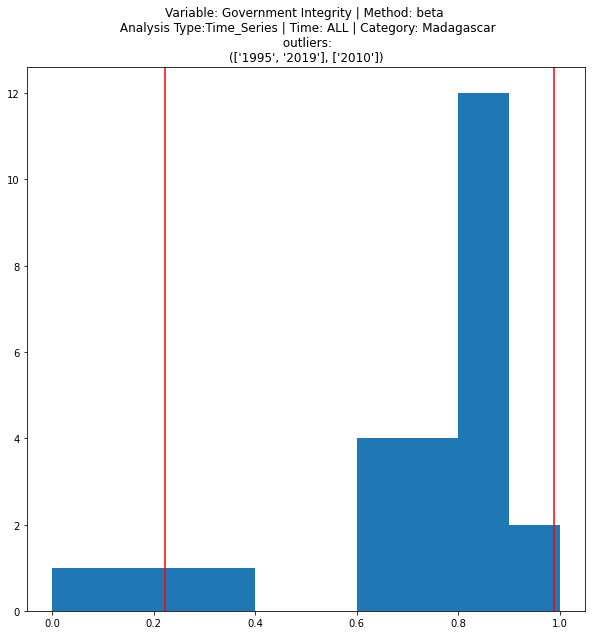 Variable: Government Integrity | Method: beta
Analysis Type:Time_Series | Time: ALL | Category: Madagascar
outliers:
(['1995', '2019'], ['2010'])
12
10
8
6
4
2
0
0.0 0.2 0.4 0.6 0.8 1.0